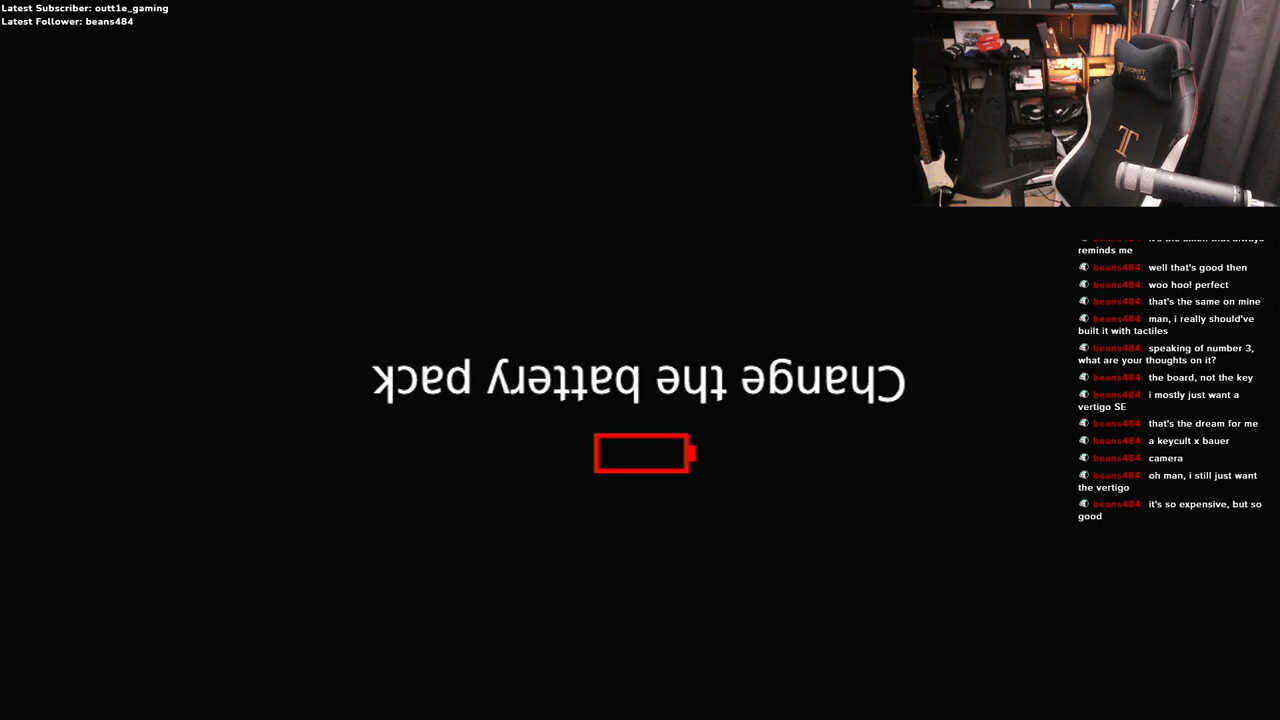 Latest Subscriber: outt1e_gaming
Latest Follower: beans484
Change the battery pack
reminds me
beans484: well that's good then
beans484: woo hoo! perfect
beans484: that's the same on mine
beans484: man, i really should've
built it with tactiles
beans484: speaking of number 3,
what are your thoughts on it?
beans484: the board, not the key
beans484: i mostly just want a
vertigo SE
beans484: that's the dream for me
beans484: a keycult x bauer
beans484: camera
beans484: oh man, i still just want
the vertigo
beans484: it's so expensive, but so
good